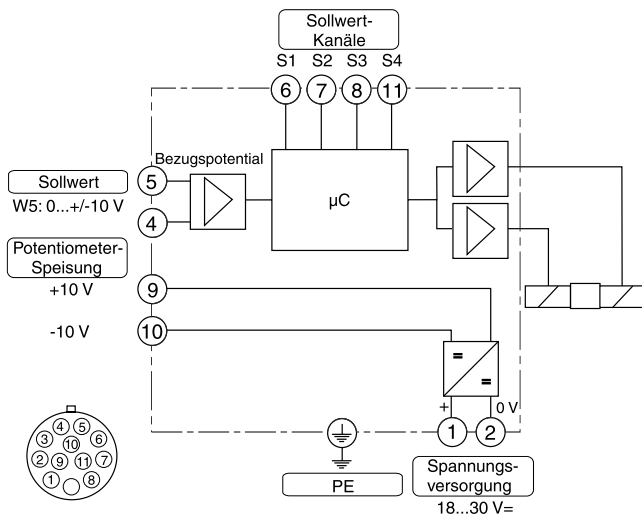 Sollwert-
Kanäle
S1 S2 S3 S4
6 7 8 11
Bezugspotential
5
Sollwert
W5: 0...+/-10 V
4
µC
Potentiometer-
Speisung
+10 V
9
-10 V
10
=
=
+ 0 V
1 2
4 5
3 10 6
2 9 11 7
1 8
PE
Spannungs-
versorgung
18...30 V=